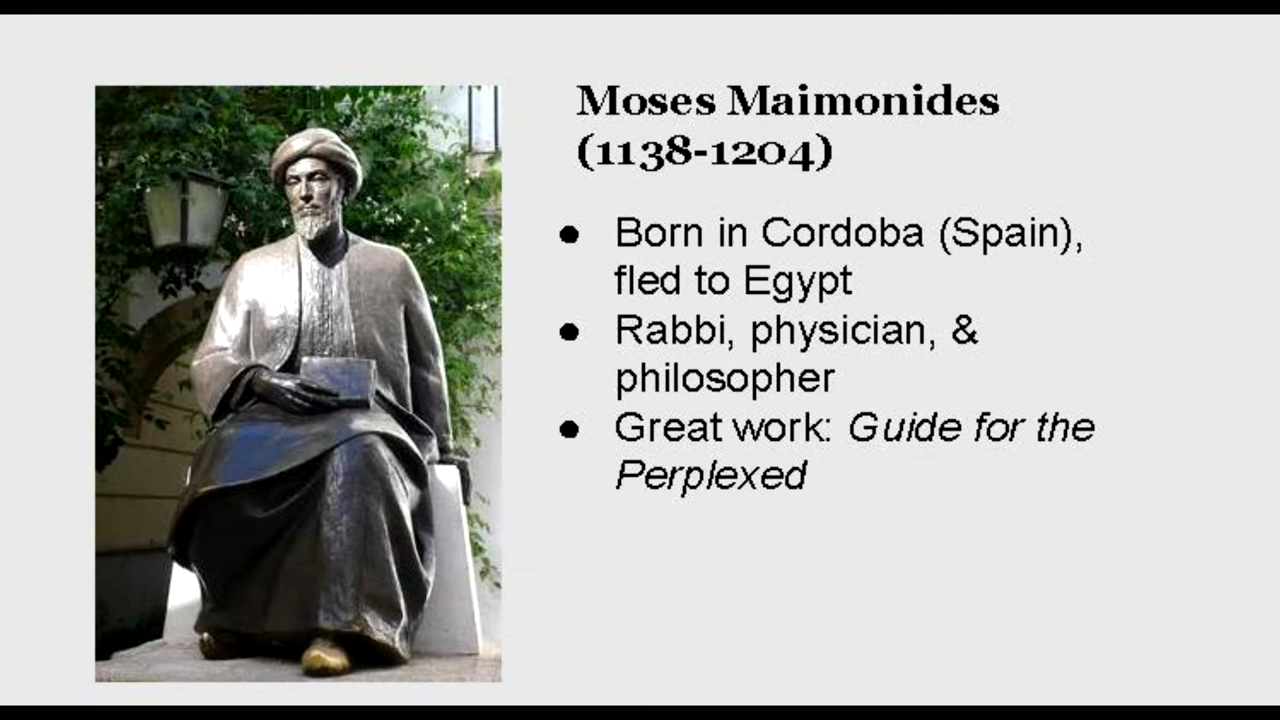 Moses Maimonides
(1138-1204)
● Born in Cordoba (Spain),
fled to Egypt
● Rabbi, physician, &
philosopher
● Great work: Guide for the
Perplexed